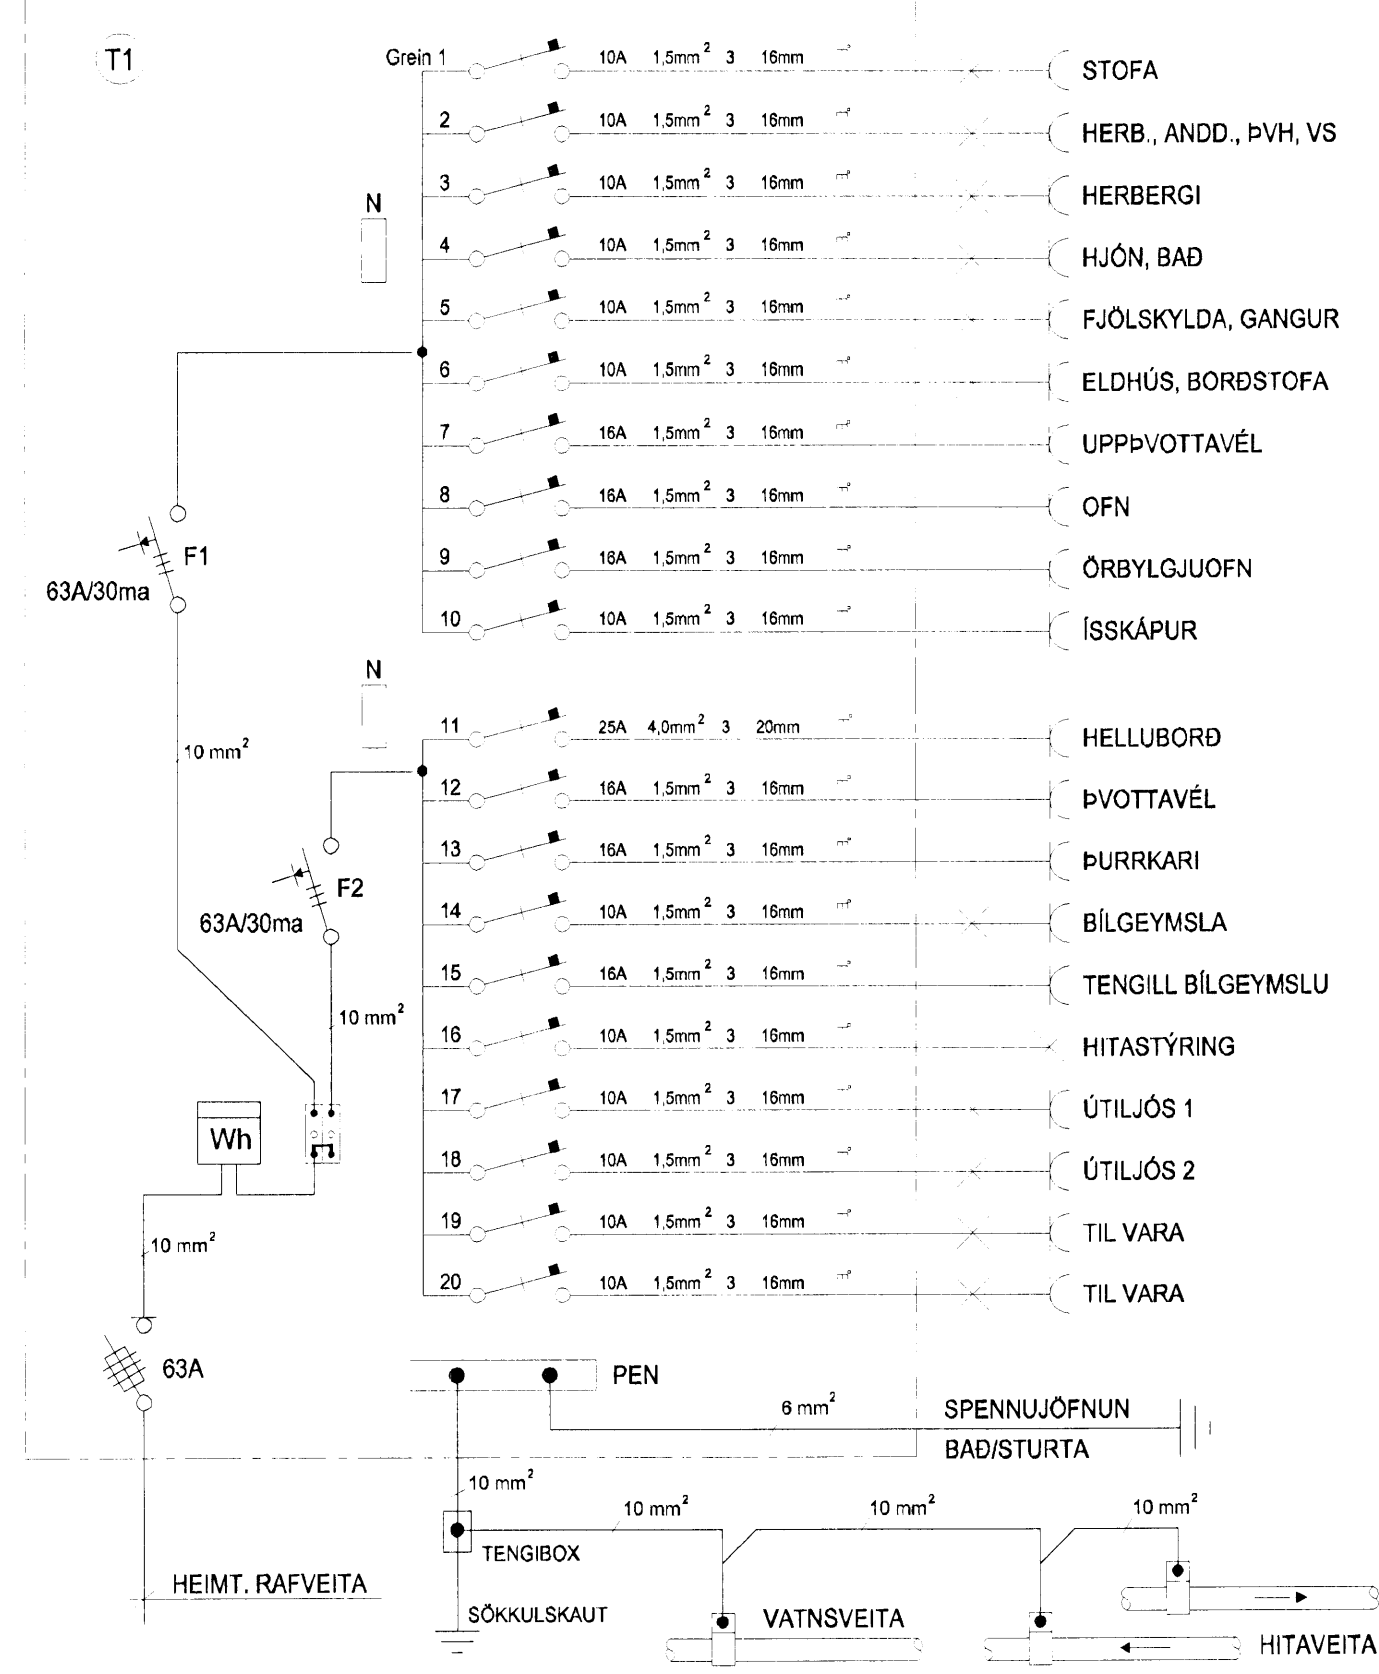 T1
Grein 1 10A 1,5mm² 3 16mm STOFA
2 10A 1,5mm² 3 16mm HERB., ANDD., ÞVH, VS
3 10A 1,5mm² 3 16mm HERBERGI
N
4 10A 1,5mm² 3 16mm HJÓN, BAÐ
5 10A 1,5mm² 3 16mm FJÖLSKYLDA, GANGUR
6 10A 1,5mm² 3 16mm ELDHÚS, BORÐSTOFA
7 16A 1,5mm² 3 16mm UPPÞVOTTAVÉL
8 16A 1,5mm² 3 16mm OFN
F1
63A/30ma
9 16A 1,5mm² 3 16mm ÖRBYLGJUOFN
10 10A 1,5mm² 3 16mm ÍSSKÁPUR
N
11 25A 4,0mm² 3 20mm HELLUBORÐ
10 mm²
12 16A 1,5mm² 3 16mm ÞVOTTAVÉL
13 16A 1,5mm² 3 16mm ÞURRKARI
F2
63A/30ma
14 10A 1,5mm² 3 16mm BÍLGEYMSLA
15 16A 1,5mm² 3 16mm TENGILL BÍLGEYMSLU
10 mm²
16 10A 1,5mm² 3 16mm HITASTÝRING
17 10A 1,5mm² 3 16mm ÚTILJÓS 1
Wh
18 10A 1,5mm² 3 16mm ÚTILJÓS 2
19 10A 1,5mm² 3 16mm TIL VARA
10 mm²
20 10A 1,5mm² 3 16mm TIL VARA
63A
PEN
6 mm² SPENNUJÖFNUN
BAÐ/STURTA
10 mm²
10 mm² 10 mm² 10 mm²
TENGIBOX
HEIMT. RAFVEITA
SÖKKULSKAUT
VATNSVEITA
HITAVEITA